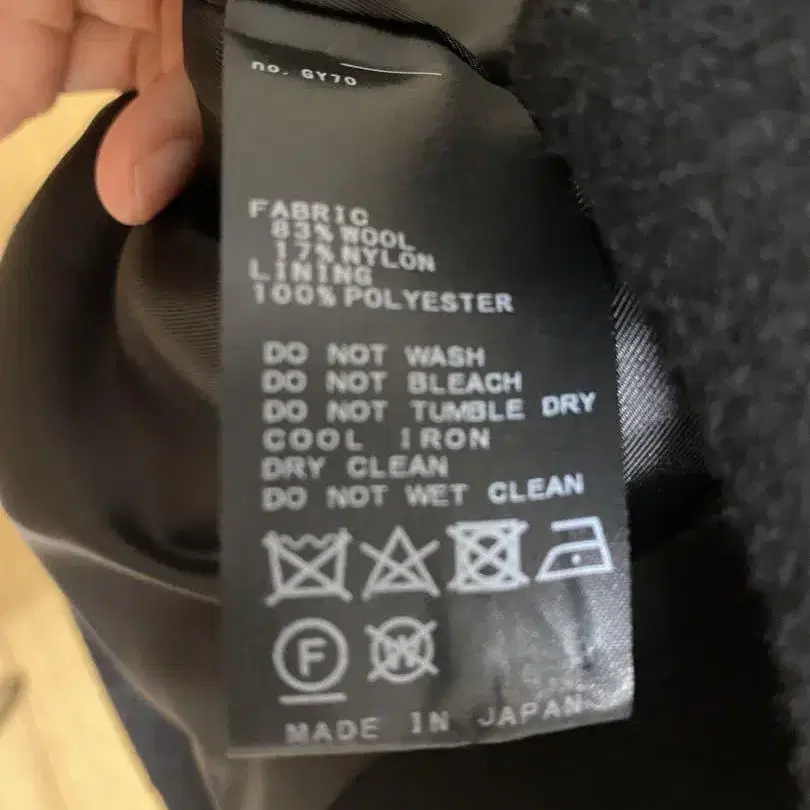 no. GY70
FABRIC
83% WOOL
17% NYLON
LINING
100% POLYESTER
DO NOT WASH
DO NOT BLEACH
DO NOT TUMBLE DRY
COOL IRON
DRY CLEAN
DO NOT WET CLEAN
F W
MADE IN JAPAN